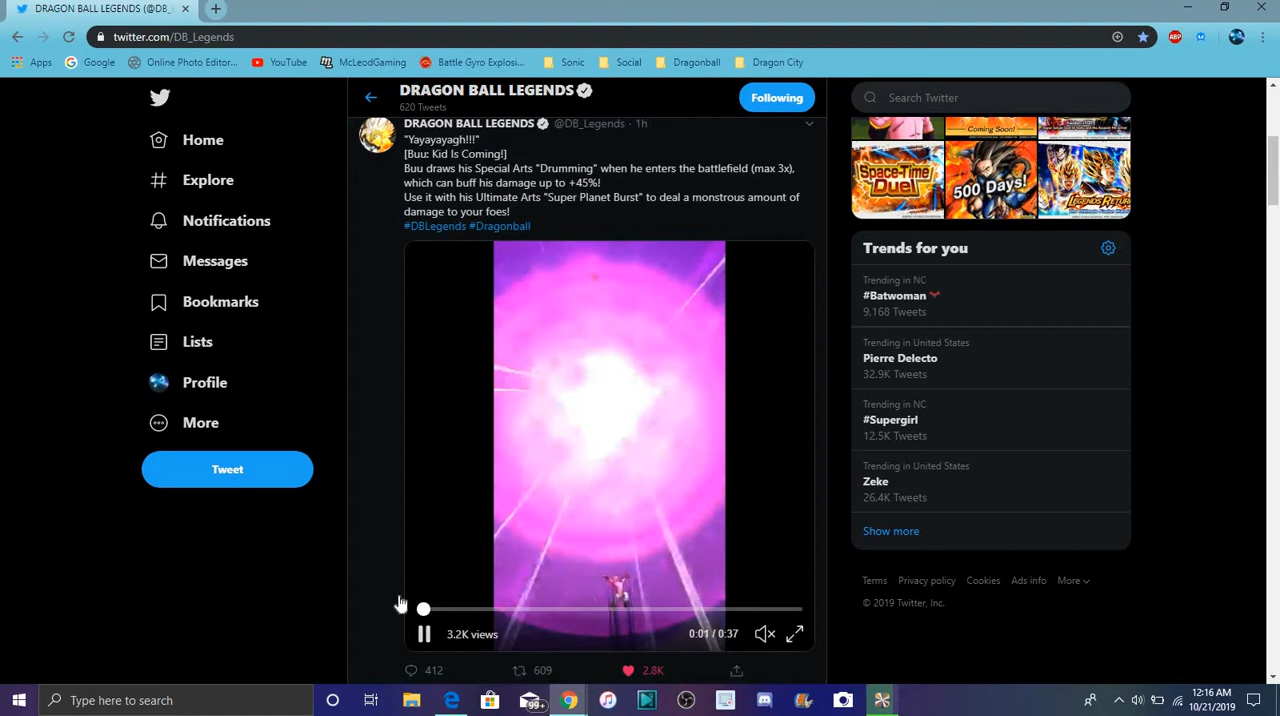 DRAGON BALL LEGENDS (@DB_L
twitter.com/DB_Legends
ABP
Apps
Google
Online Photo Editor...
YouTube
McLeodGaming
Battle Gyro Explosi...
Sonic
Social
Dragonball
Dragon City
DRAGON BALL LEGENDS
620 Tweets
Following
Search Twitter
Home
Explore
Notifications
Messages
Bookmarks
Lists
Profile
More
Tweet
DRAGON BALL LEGENDS @DB_Legends · 1h
"Yayayayagh!!!"
[Buu: Kid Is Coming!]
Buu draws his Special Arts "Drumming" when he enters the battlefield (max 3x),
which can buff his damage up to +45%!
Use it with his Ultimate Arts "Super Planet Burst" to deal a monstrous amount of
damage to your foes!
#DBLegends #Dragonball
3.2K views
0:01 / 0:37
412
609
2.8K
Coming Soon!
Space-Time
Duel
500 Days!
LEGENDS RETURN
Trends for you
Trending in NC
#Batwoman
9,168 Tweets
Trending in United States
Pierre Delecto
32.9K Tweets
Trending in NC
#Supergirl
12.5K Tweets
Trending in United States
Zeke
26.4K Tweets
Show more
Terms Privacy policy Cookies Ads info More
© 2019 Twitter, Inc.
Type here to search
99+
2:16 AM
10/21/2019